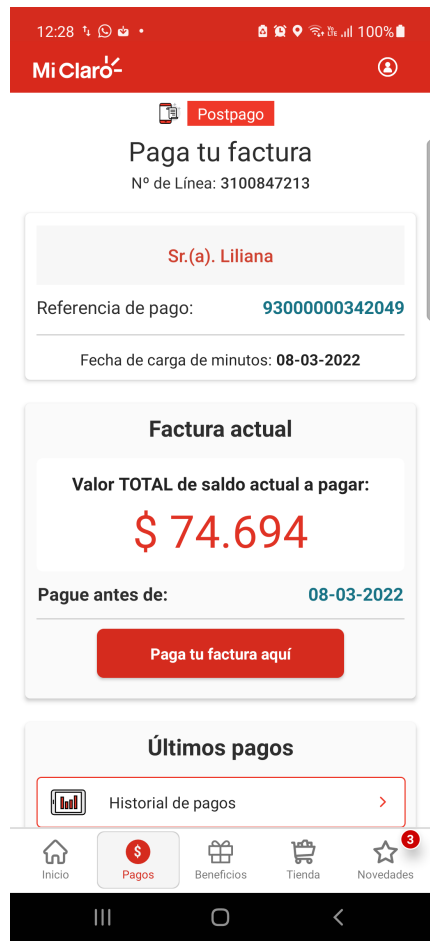 12:28
100%
Mi Claro
Postpago
Paga tu factura
Nº de Línea: 3100847213
Sr.(a). Liliana
Referencia de pago: 93000000342049
Fecha de carga de minutos: 08-03-2022
Factura actual
Valor TOTAL de saldo actual a pagar:
$ 74.694
Pague antes de: 08-03-2022
Paga tu factura aquí
Últimos pagos
Historial de pagos
3
Inicio Pagos Beneficios Tienda Novedades